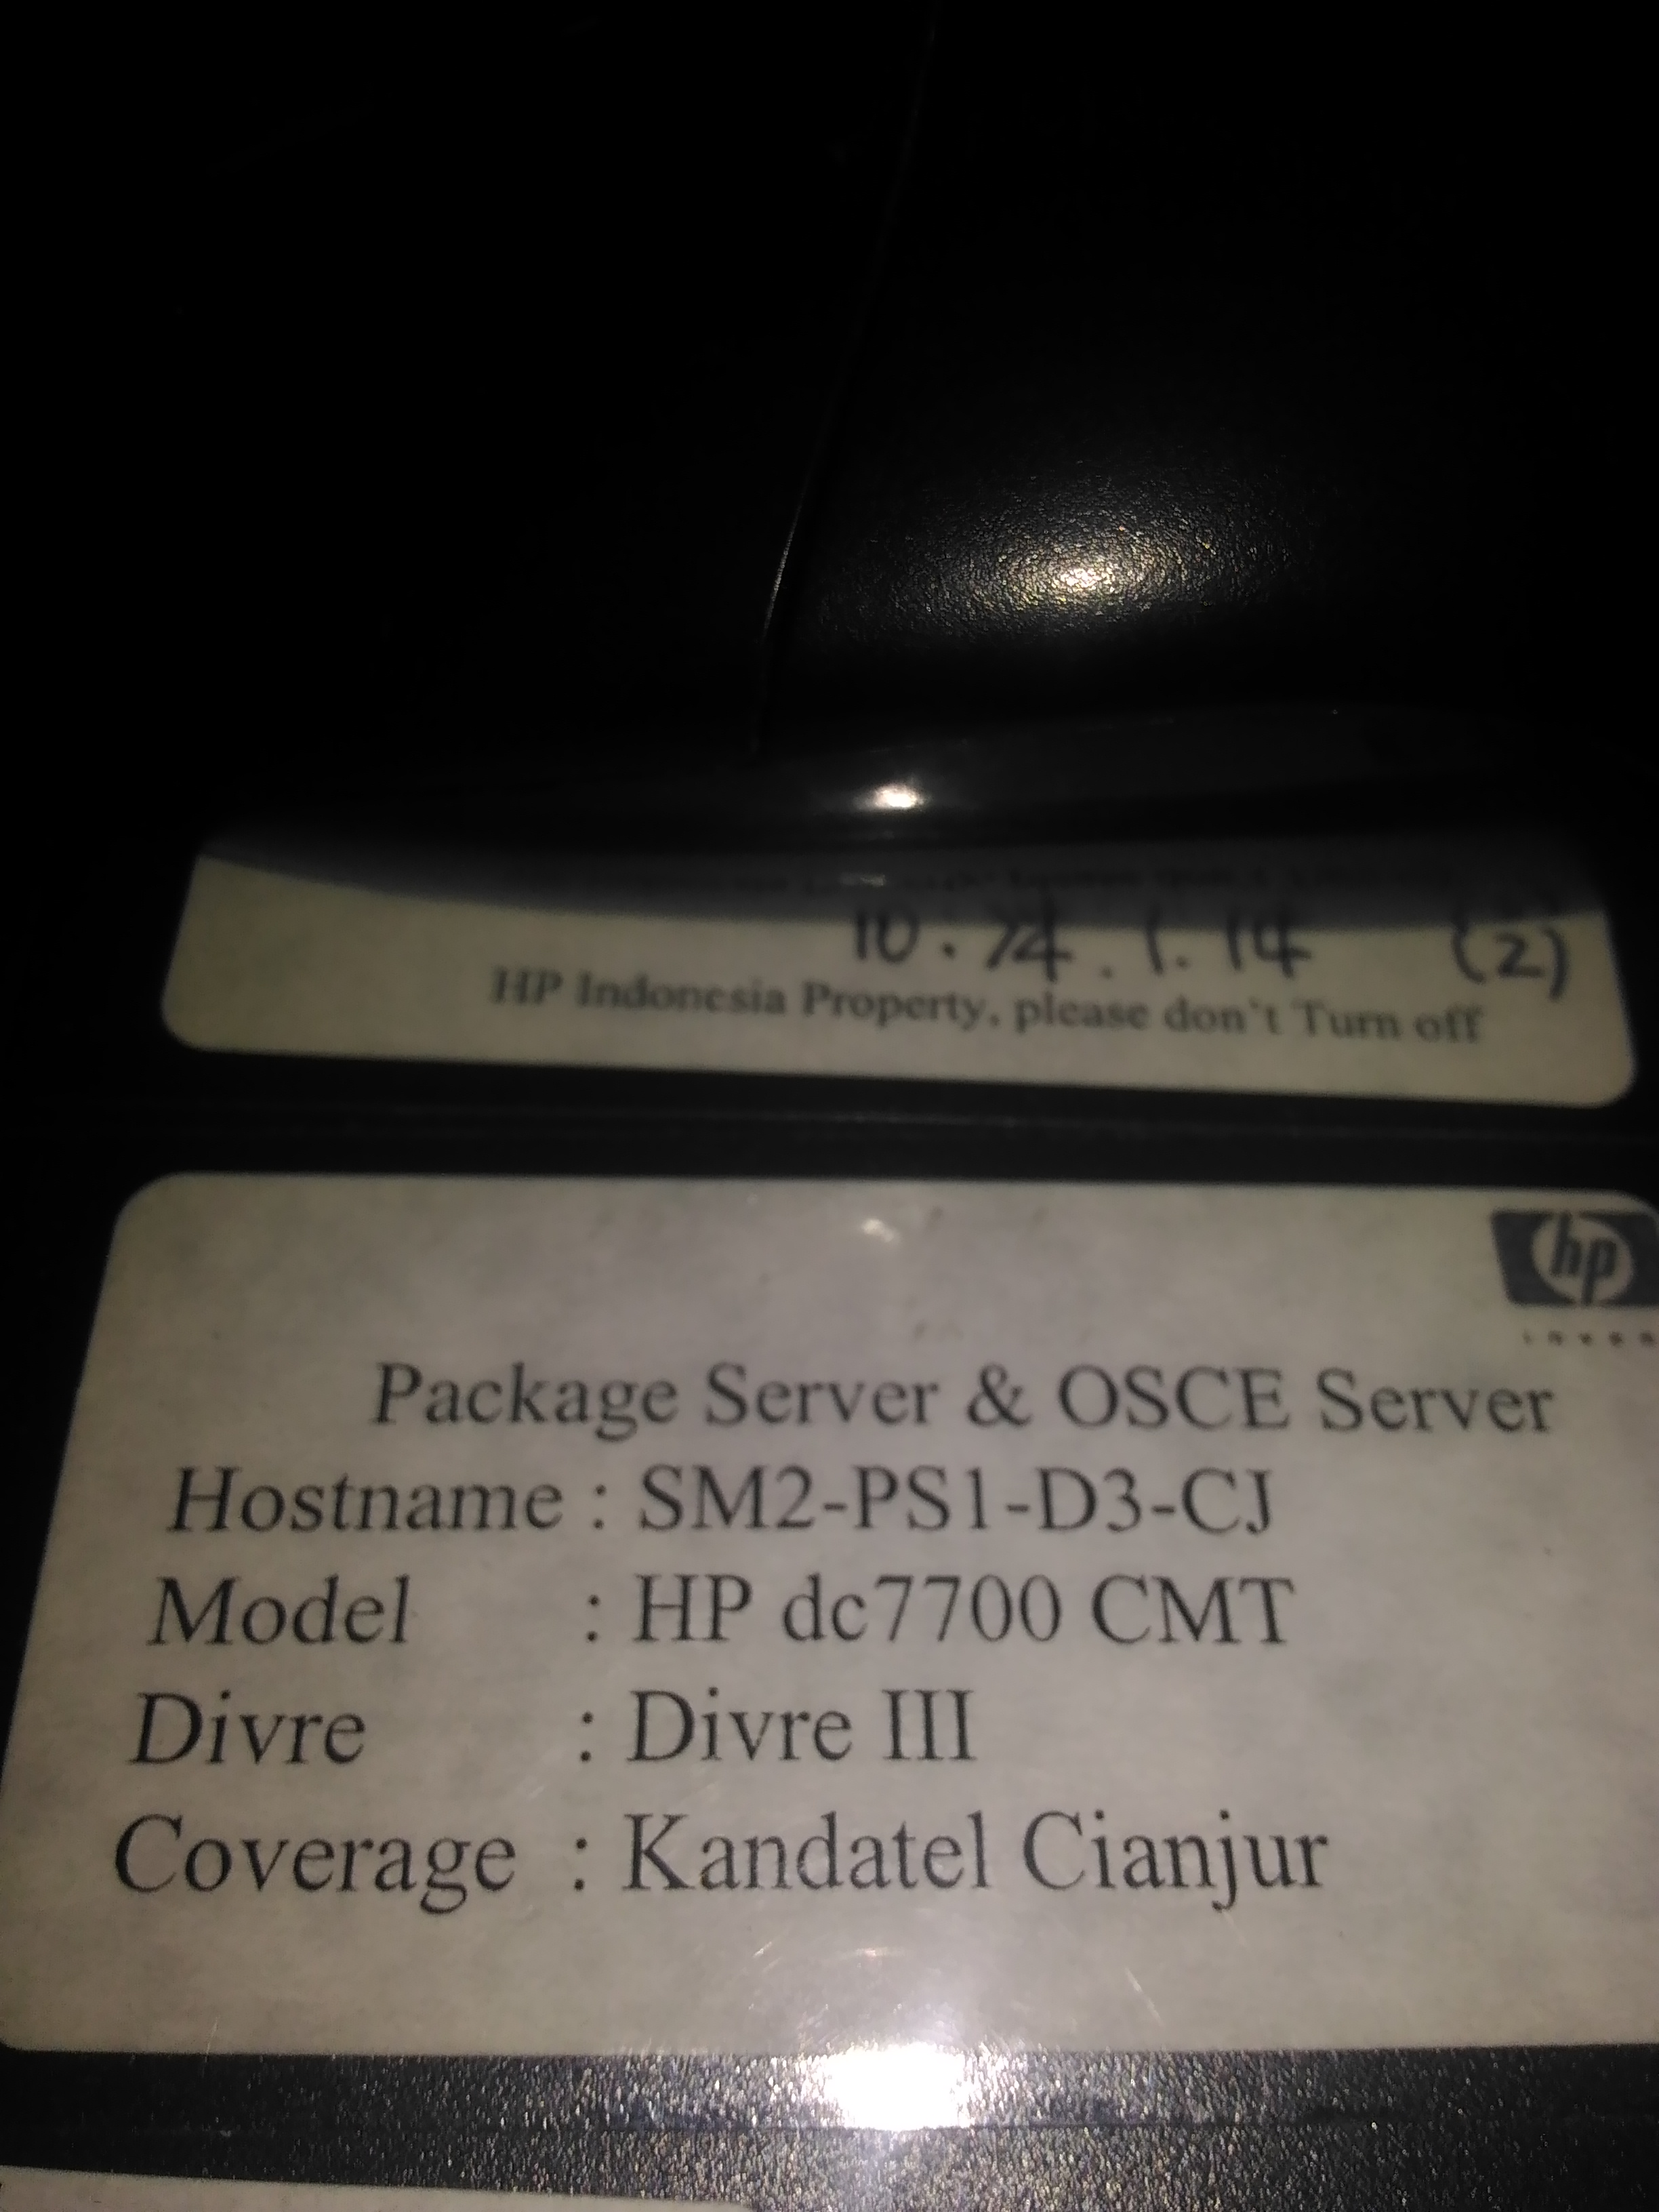 10.74.1.14 (2)
HP Indonesia Property, please don't Turn off
hp
Package Server & OSCE Server
Hostname : SM2-PS1-D3-CJ
Model : HP dc7700 CMT
Divre : Divre III
Coverage : Kandatel Cianjur